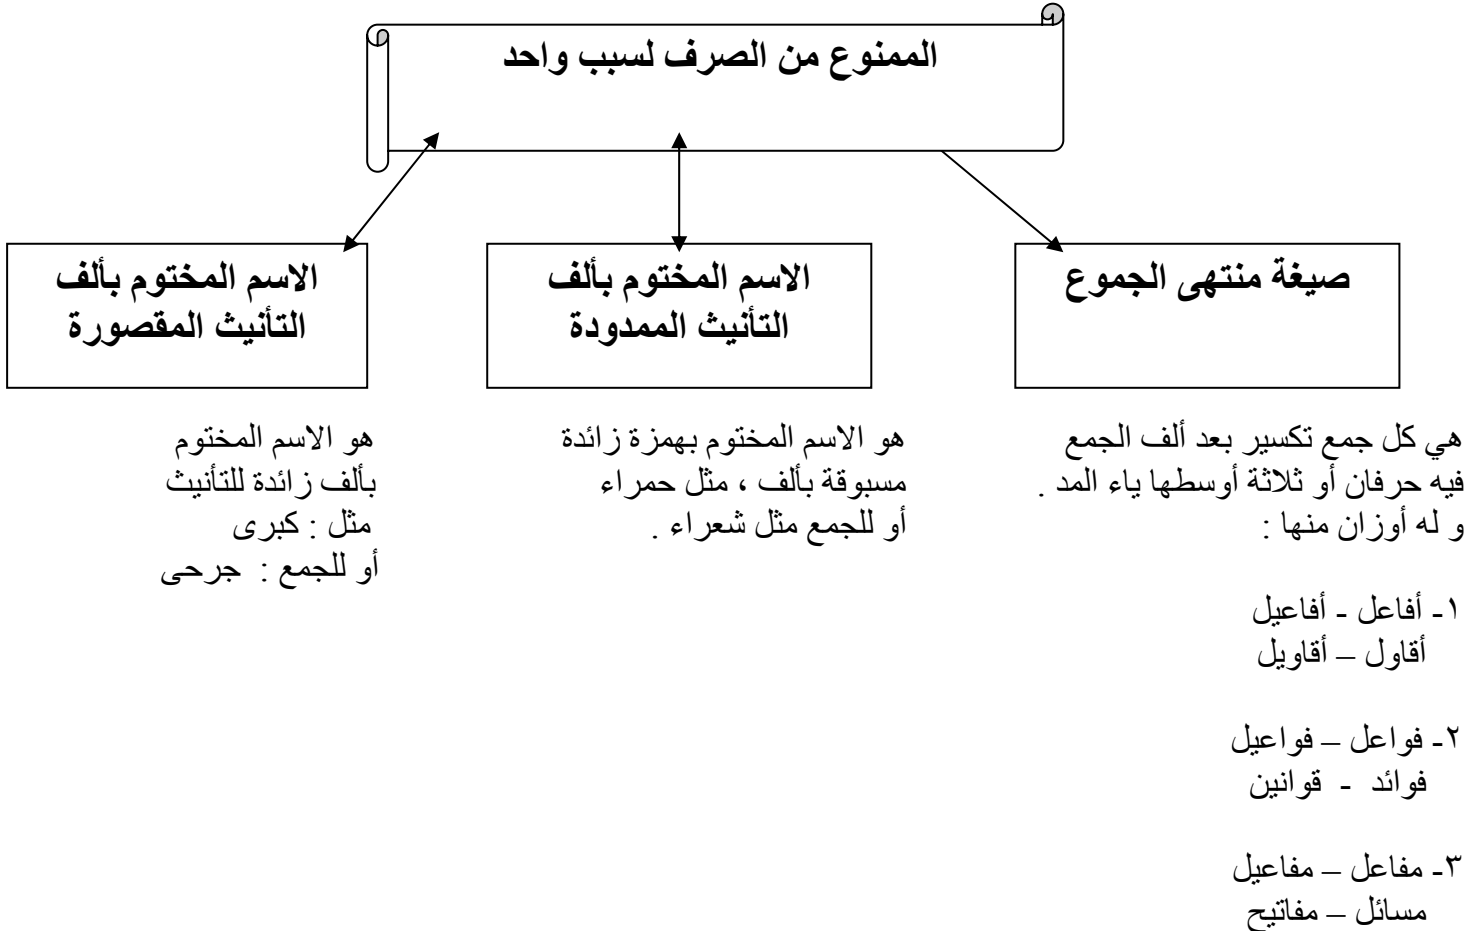 الممنوع من الصرف لسبب واحد
صيغة منتهى الجموع
هي كل جمع تكسير بعد ألف الجمع
فيه حرفان أو ثلاثة أوسطها ياء المد .
و له أوزان منها :
١- أفاعل - أفاعيل
أقاول – أقاويل
٢- فواعل – فواعيل
فوائد - قوانين
٣- مفاعل – مفاعيل
مسائل – مفاتيح
الاسم المختوم بألف
التأنيث الممدودة
هو الاسم المختوم بهمزة زائدة
مسبوقة بألف ، مثل حمراء
أو للجمع مثل شعراء .
الاسم المختوم بألف
التأنيث المقصورة
هو الاسم المختوم
بألف زائدة للتأنيث
مثل : كبرى
أو للجمع : جرحى